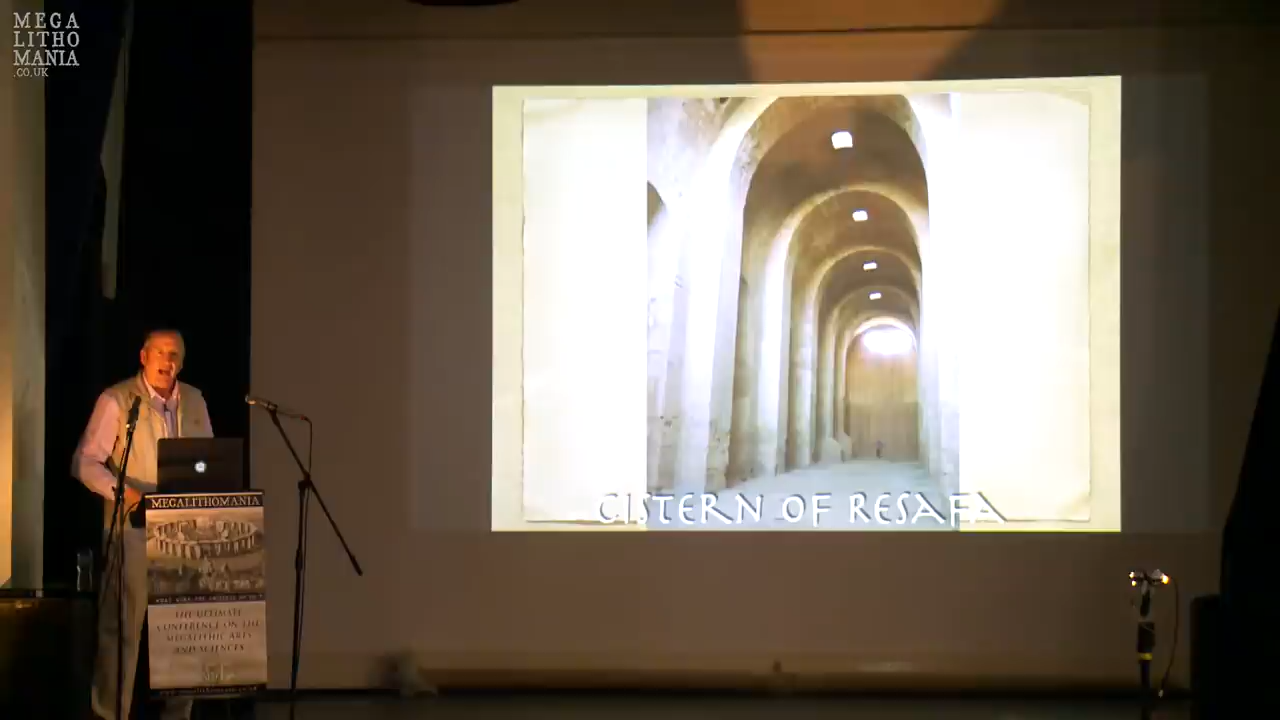 MEGA
LITHO
MANIA
.CO.UK
CISTERN OF RESAFA
MEGALITHOMANIA
THE ULTIMATE
CONFERENCE ON THE
MEGALITHIC ARTS
AND SCIENCES